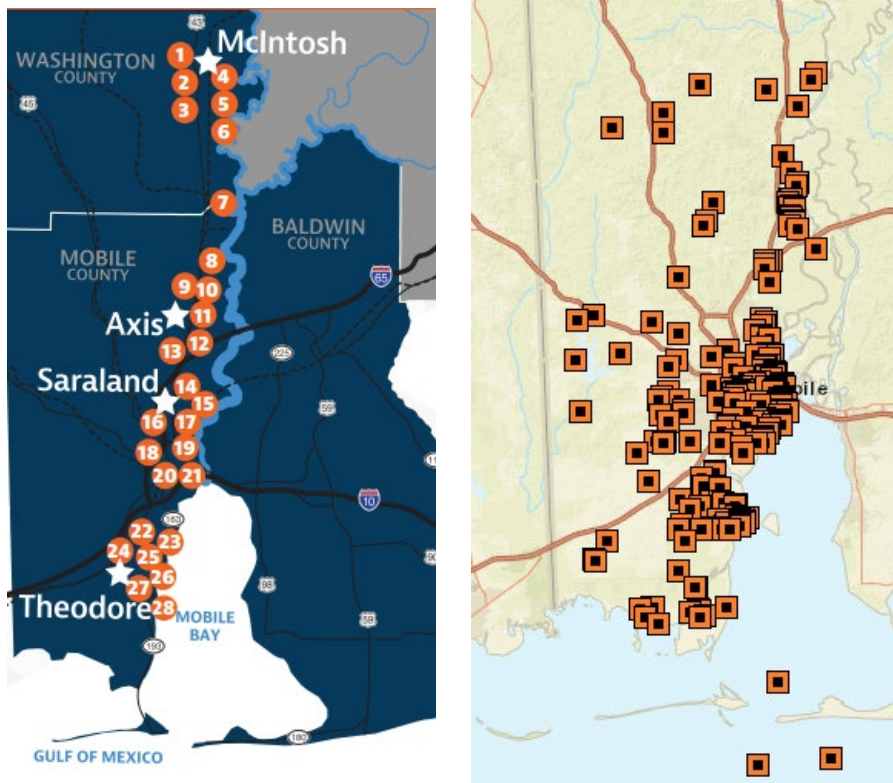 43
McIntosh
WASHINGTON
COUNTY
1
2
3
4
5
6
45
7
BALDWIN
COUNTY
MOBILE
COUNTY
8
65
9
10
11
Axis
12
13
225
Saraland
14
15
59
16
17
18
19
20
21
10
163
22
23
24
25
90
26
98
27
Theodore
28
MOBILE
BAY
59
193
180
GULF OF MEXICO
bile